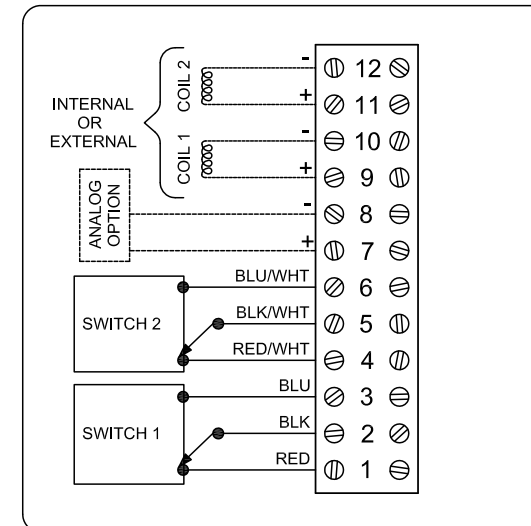 INTERNAL
OR
EXTERNAL
COIL 2
COIL 1
ANALOG
OPTION
- 12
+ 11
- 10
+ 9
- 8
+ 7
BLU/WHT 6
BLK/WHT 5
RED/WHT 4
SWITCH 2
BLU 3
BLK 2
RED 1
SWITCH 1